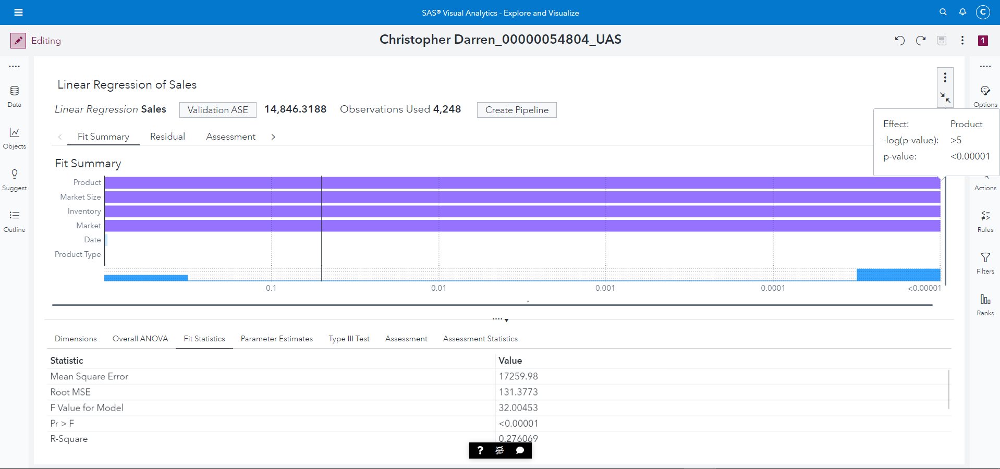 SAS® Visual Analytics - Explore and Visualize
C
Editing
Christopher Darren_00000054804_UAS
1
Data
Objects
Suggest
Outline
Linear Regression of Sales
Linear Regression Sales
Validation ASE
14,846.3188
Observations Used 4,248
Create Pipeline
Fit Summary
Residual
Assessment
Options
Effect: Product
-log(p-value): >5
p-value: <0.00001
Actions
Rules
Filters
Ranks
Fit Summary
Product
Market Size
Inventory
Market
Date
Product Type
0.1 0.01 0.001 0.0001 <0.00001
Dimensions Overall ANOVA Fit Statistics Parameter Estimates Type III Test Assessment Assessment Statistics
Statistic Value
Mean Square Error 17259.98
Root MSE 131.3773
F Value for Model 32.00453
Pr > F <0.00001
R-Square 0.276069
?